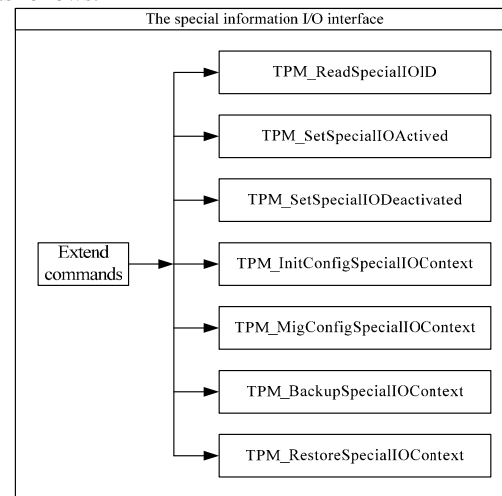 The special information I/O interface
TPM_ReadSpecialIOID
TPM_SetSpecialIOActived
TPM_SetSpecialIODeactivated
Extend
commands
TPM_InitConfigSpecialIOContext
TPM_MigConfigSpecialIOContext
TPM_BackupSpecialIOContext
TPM_RestoreSpecialIOContext